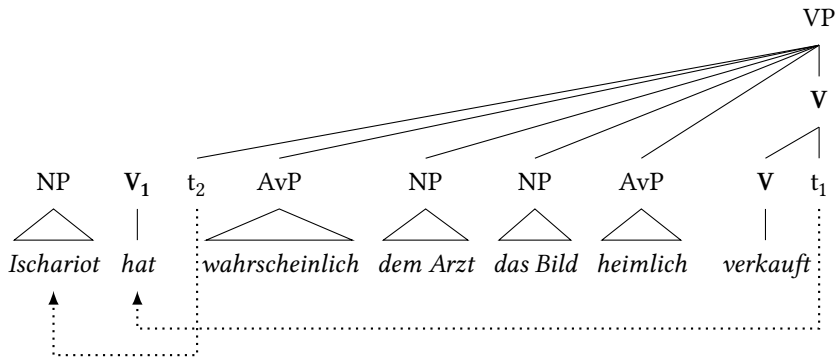 VP
V
NP V₁ t₂ AvP NP NP AvP V t₁
Ischariot hat wahrscheinlich dem Arzt das Bild heimlich verkauft